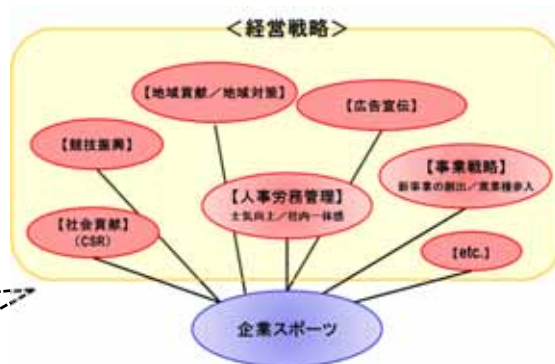 ＜経営戦略＞
【地域貢献／地域対策】
【広告宣伝】
【競技振興】
【事業戦略】
新事業の創出／異業種参入
【人事労務管理】
士気向上／社内一体感
【社会貢献】
（CSR）
【etc.】
企業スポーツ